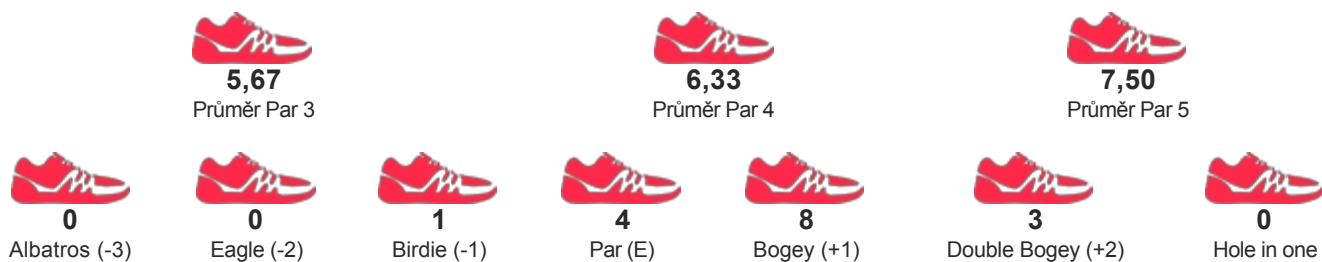 5,67 6,33 7,50
Průměr Par 3 Průměr Par 4 Průměr Par 5
0 0 1 4 8 3 0
Albatros (-3) Eagle (-2) Birdie (-1) Par (E) Bogey (+1) Double Bogey (+2) Hole in one